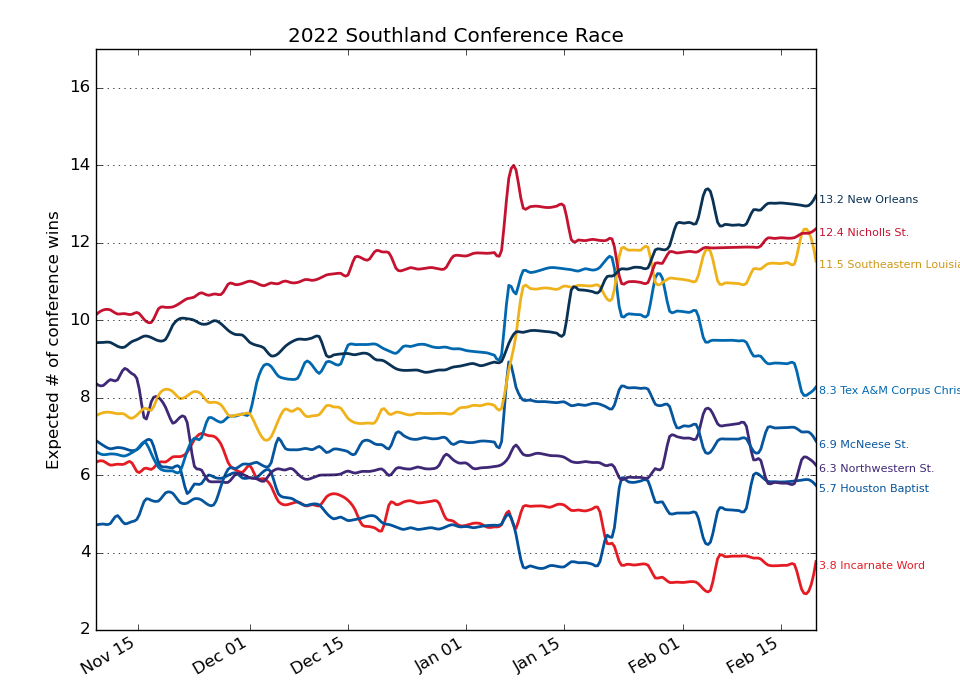 2022 Southland Conference Race
Expected # of conference wins
16
14
12
10
8
6
4
2
13.2 New Orleans
12.4 Nicholls St.
11.5 Southeastern Louisia
8.3 Tex A&M Corpus Chris
6.9 McNeese St.
6.3 Northwestern St.
5.7 Houston Baptist
3.8 Incarnate Word
Nov 15
Dec 01
Dec 15
Jan 01
Jan 15
Feb 01
Feb 15